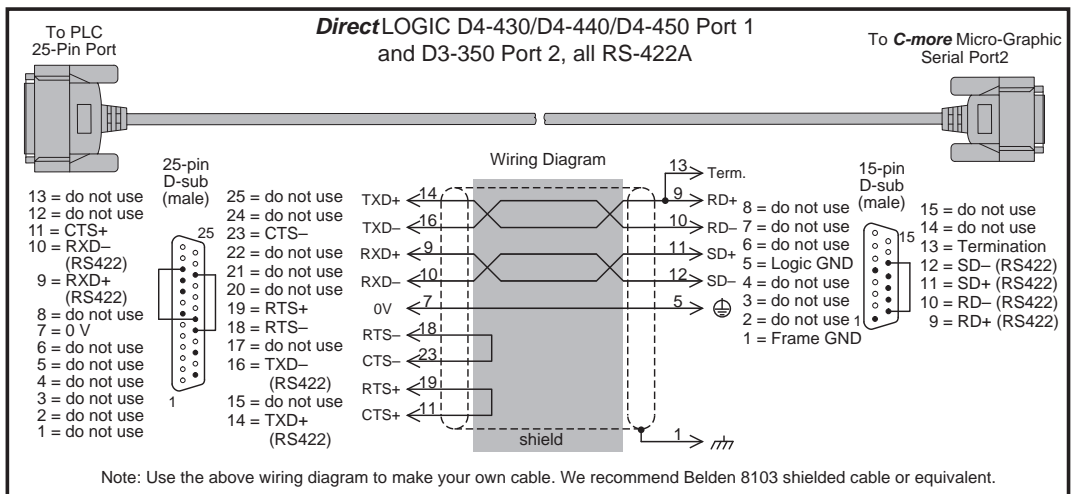 DirectLOGIC D4-430/D4-440/D4-450 Port 1
and D3-350 Port 2, all RS-422A
To PLC
25-Pin Port
To C-more Micro-Graphic
Serial Port2
Wiring Diagram
25-pin
D-sub
(male)
13 = do not use
12 = do not use
11 = CTS+
10 = RXD–
(RS422)
9 = RXD+
(RS422)
8 = do not use
7 = 0 V
6 = do not use
5 = do not use
4 = do not use
3 = do not use
2 = do not use
1 = do not use
25
1
25 = do not use
24 = do not use
23 = CTS–
22 = do not use
21 = do not use
20 = do not use
19 = RTS+
18 = RTS–
17 = do not use
16 = TXD–
(RS422)
15 = do not use
14 = TXD+
(RS422)
13 Term.
TXD+ 14 9 RD+
TXD– 16 10 RD–
RXD+ 9 11 SD+
RXD– 10 12 SD–
0V 7 5
RTS– 18
CTS– 23
RTS+ 19
CTS+ 11
shield
1
8 = do not use
7 = do not use
6 = do not use
5 = Logic GND
4 = do not use
3 = do not use
2 = do not use
1 = Frame GND
15-pin
D-sub
(male)
15
1
15 = do not use
14 = do not use
13 = Termination
12 = SD– (RS422)
11 = SD+ (RS422)
10 = RD– (RS422)
9 = RD+ (RS422)
Note: Use the above wiring diagram to make your own cable. We recommend Belden 8103 shielded cable or equivalent.